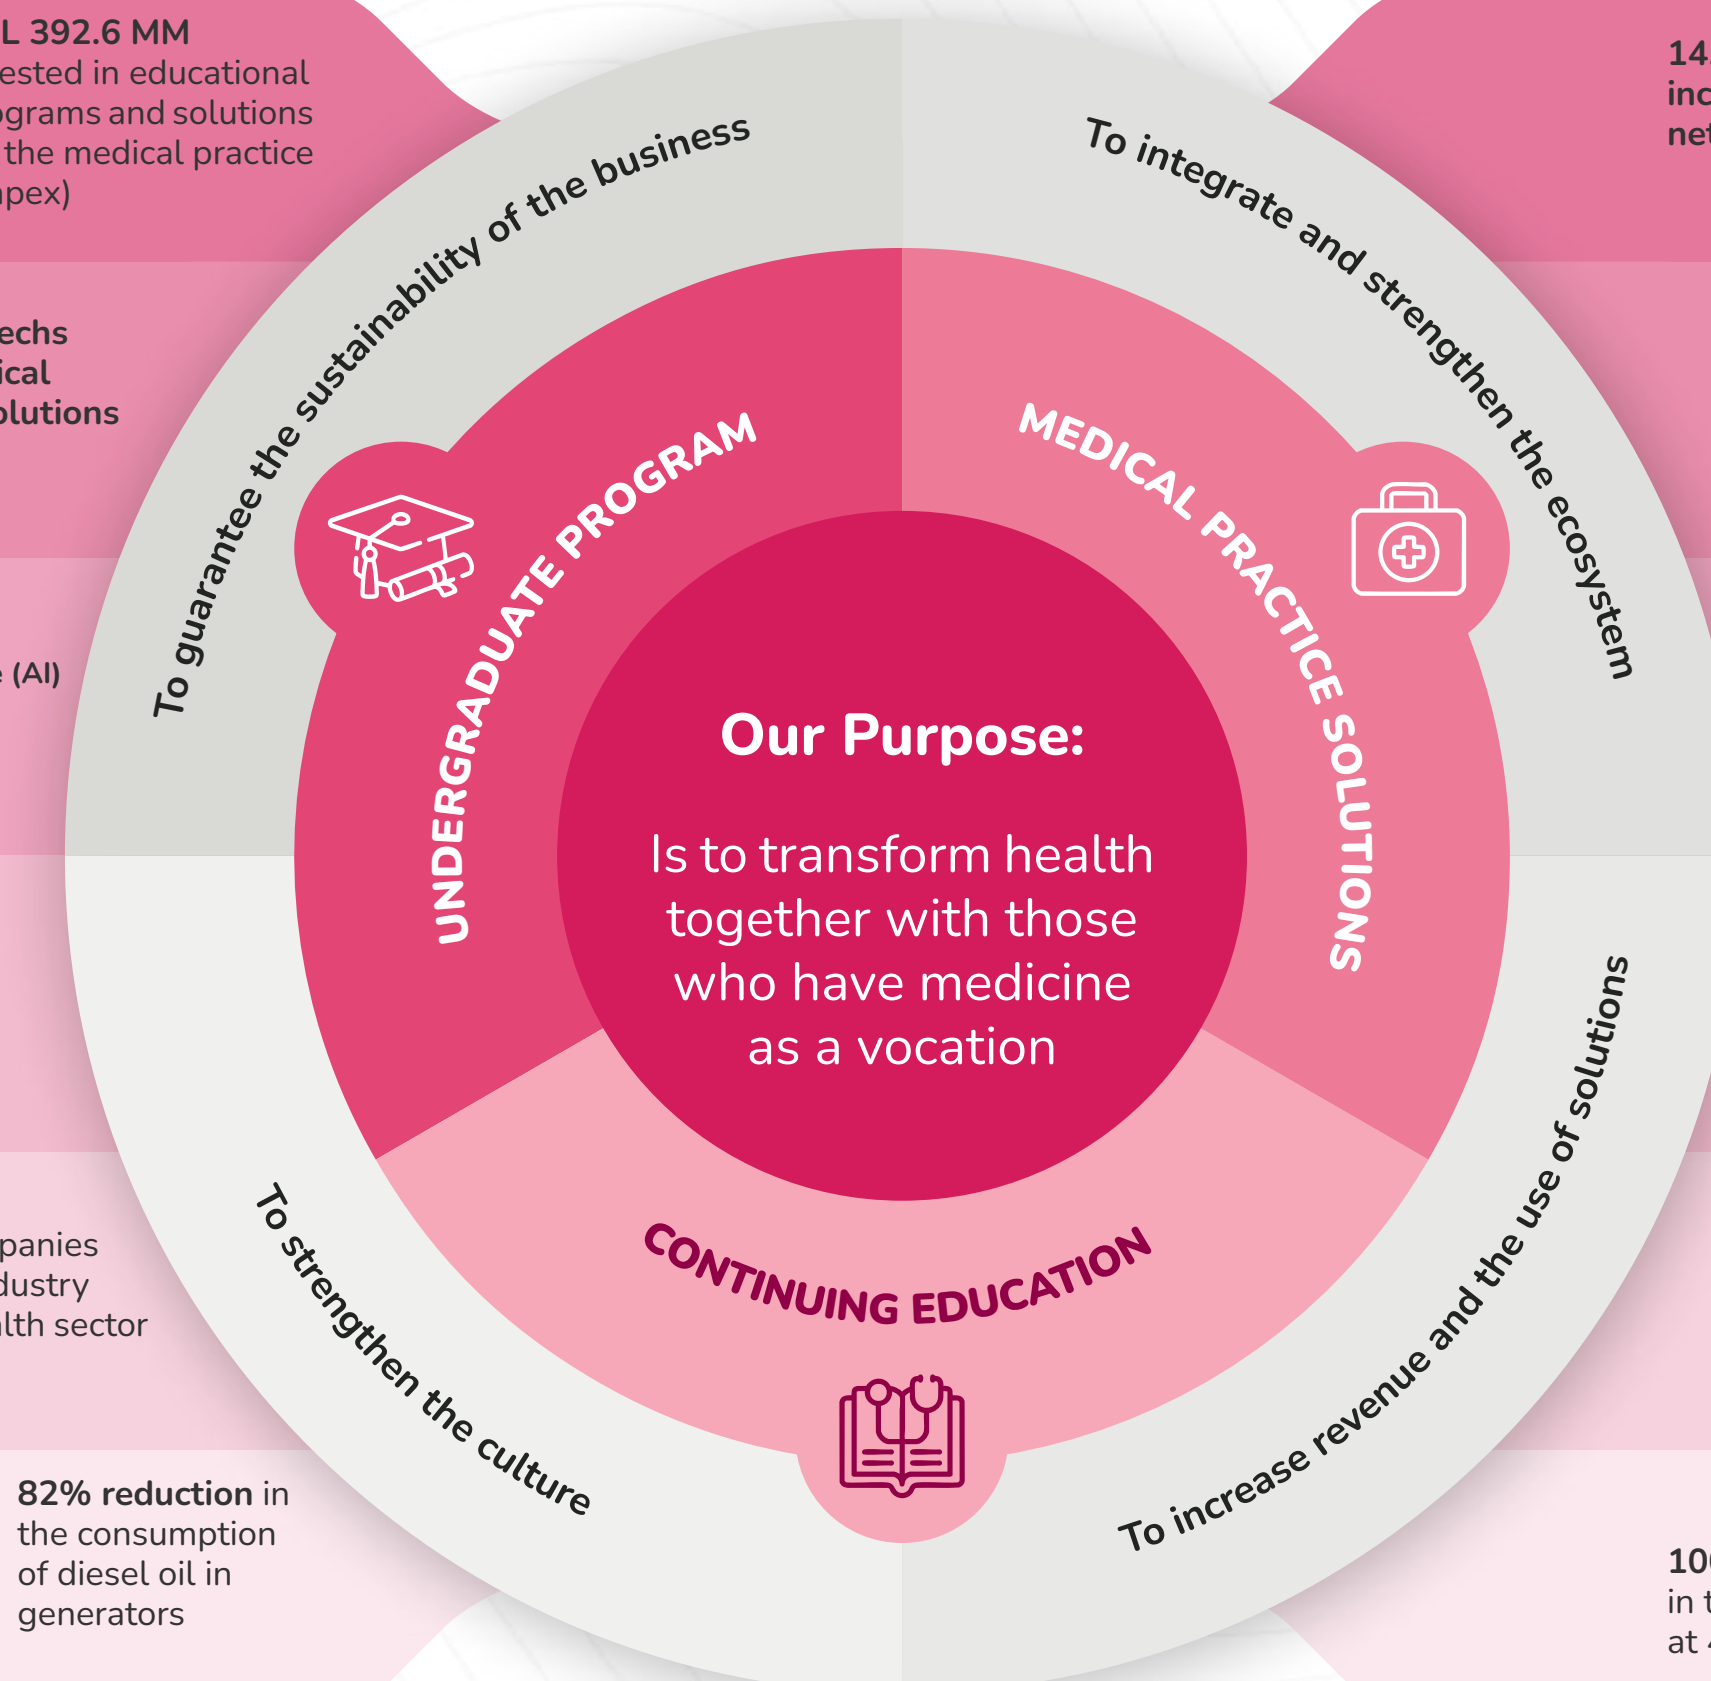 L 392.6 MM
ested in educational
ograms and solutions
the medical practice
apex)
echs
ical
olutions
(AI)
panies
dustry
alth sector
82% reduction in
the consumption
of diesel oil in
generators
To guarantee the sustainability of the business
To integrate and strengthen the ecosystem
UNDERGRADUATE PROGRAM
MEDICAL PRACTICE SOLUTIONS
Our Purpose:
Is to transform health
together with those
who have medicine
as a vocation
CONTINUING EDUCATION
To strengthen the culture
To increase revenue and the use of solutions
14.
inc
net
100
in t
at